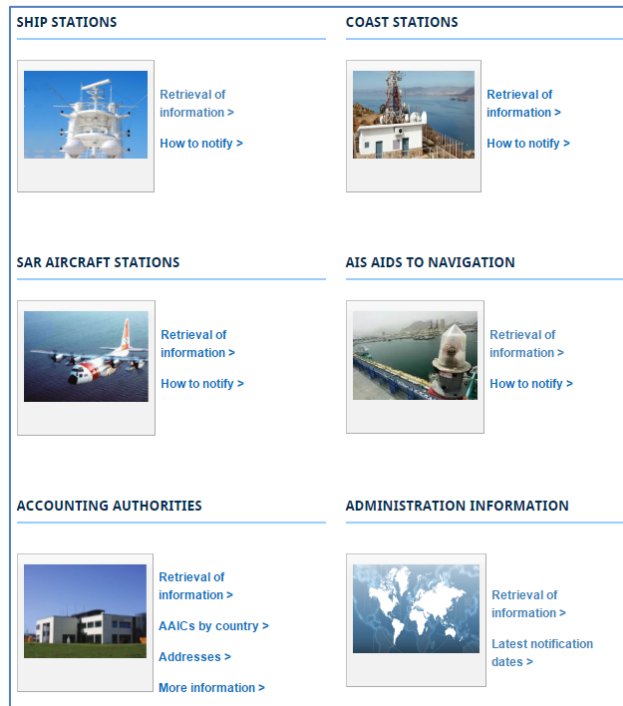 SHIP STATIONS
Retrieval of
information >
How to notify >
COAST STATIONS
Retrieval of
information >
How to notify >
SAR AIRCRAFT STATIONS
Retrieval of
information >
How to notify >
AIS AIDS TO NAVIGATION
Retrieval of
information >
How to notify >
ACCOUNTING AUTHORITIES
Retrieval of
information >
AAICs by country >
Addresses >
More information >
ADMINISTRATION INFORMATION
Retrieval of
information >
Latest notification
dates >